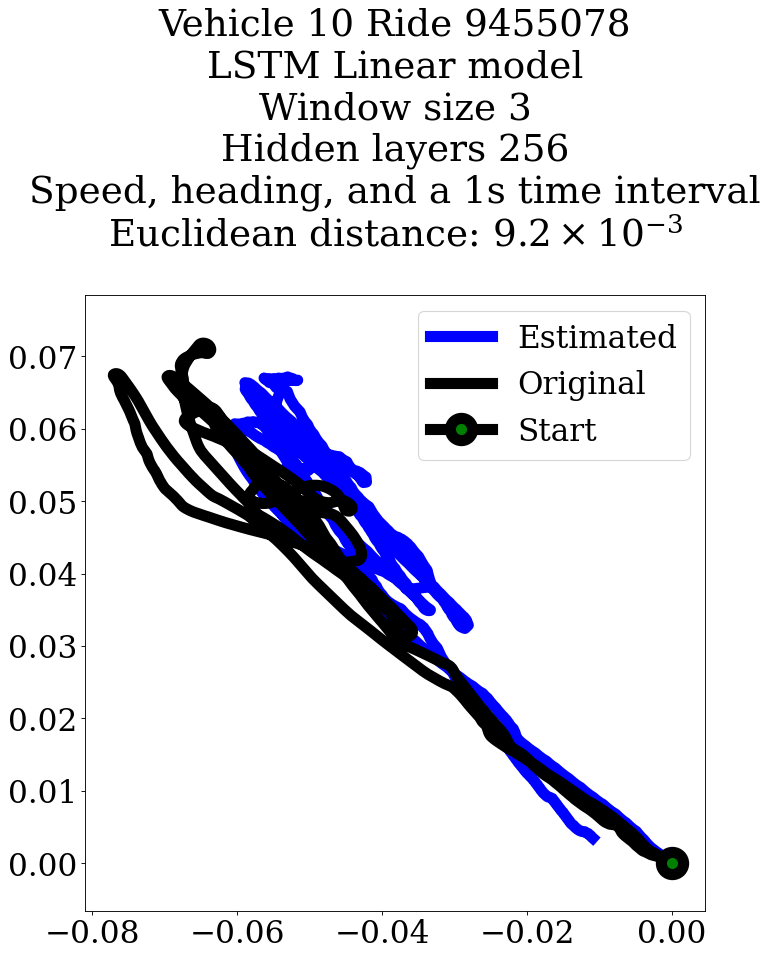 Vehicle 10 Ride 9455078
LSTM Linear model
Window size 3
Hidden layers 256
Speed, heading, and a 1s time interval
Euclidean distance: 9.2 × 10⁻³
Estimated
Original
Start
0.07
0.06
0.05
0.04
0.03
0.02
0.01
0.00
−0.08 −0.06 −0.04 −0.02 0.00